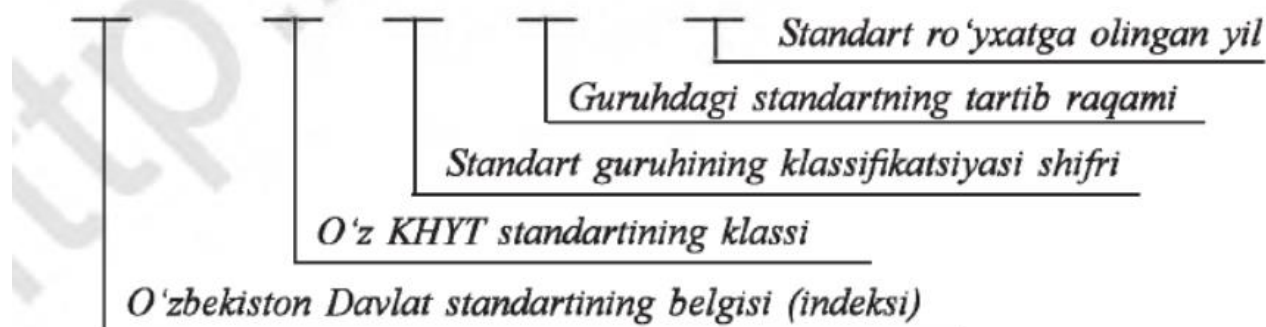 Standart ro‘yxatga olingan yil
Guruhdagi standartning tartib raqami
Standart guruhining klassifikatsiyasi shifri
O‘z KHYT standartining klassi
O‘zbekiston Davlat standartining belgisi (indeksi)